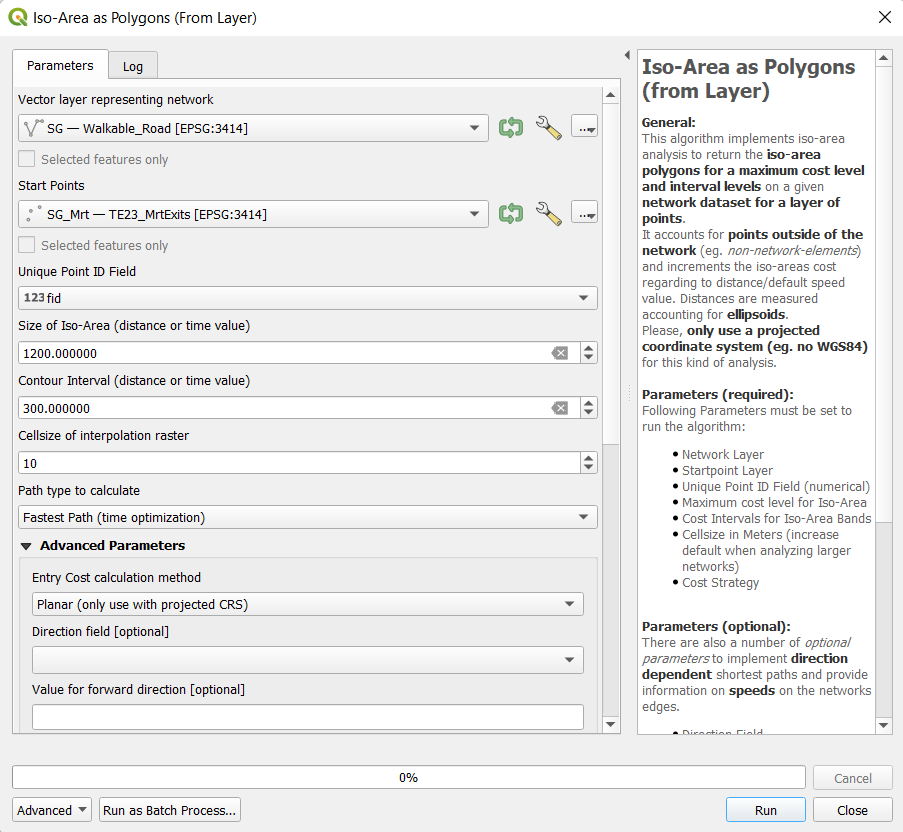 Iso-Area as Polygons (From Layer)
Parameters
Log
Vector layer representing network
SG — Walkable_Road [EPSG:3414]
...
Selected features only
Start Points
SG_Mrt — TE23_MrtExits [EPSG:3414]
...
Selected features only
Unique Point ID Field
123 fid
Size of Iso-Area (distance or time value)
1200.000000
Contour Interval (distance or time value)
300.000000
Cellsize of interpolation raster
10
Path type to calculate
Fastest Path (time optimization)
Advanced Parameters
Entry Cost calculation method
Planar (only use with projected CRS)
Direction field [optional]
Value for forward direction [optional]
Iso-Area as Polygons
(from Layer)
General:
This algorithm implements iso-area
analysis to return the iso-area
polygons for a maximum cost level
and interval levels on a given
network dataset for a layer of
points.
It accounts for points outside of the
network (eg. non-network-elements)
and increments the iso-areas cost
regarding to distance/default speed
value. Distances are measured
accounting for ellipsoids.
Please, only use a projected
coordinate system (eg. no WGS84)
for this kind of analysis.
Parameters (required):
Following Parameters must be set to
run the algorithm:
• Network Layer
• Startpoint Layer
• Unique Point ID Field (numerical)
• Maximum cost level for Iso-Area
• Cost Intervals for Iso-Area Bands
• Cellsize in Meters (increase
default when analyzing larger
networks)
• Cost Strategy
Parameters (optional):
There are also a number of optional
parameters to implement direction
dependent shortest paths and provide
information on speeds on the networks
edges.
• Direction Field
0%
Cancel
Advanced
Run as Batch Process...
Run
Close